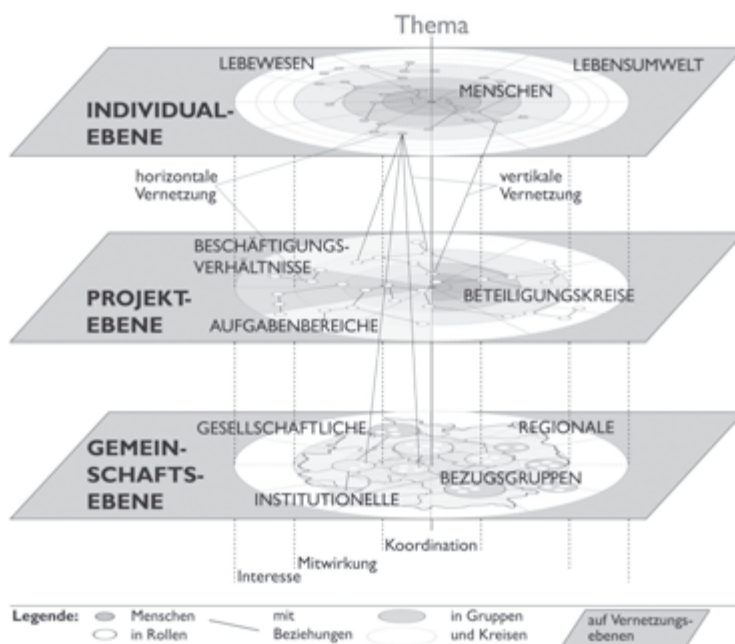 Thema
LEBEWESEN
LEBENSUMWELT
MENSCHEN
INDIVIDUAL-
EBENE
horizontale
Vernetzung
vertikale
Vernetzung
BESCHÄFTIGUNGS-
VERHÄLTNISSE
PROJEKT-
EBENE
BETEILIGUNGSKREISE
AUFGABENBEREICHE
GESELLSCHAFTLICHE
REGIONALE
GEMEIN-
SCHAFTS-
EBENE
BEZUGSGRUPPEN
INSTITUTIONELLE
Koordination
Mitwirkung
Interesse
Legende:
Menschen
in Rollen
mit
Beziehungen
in Gruppen
und Kreisen
auf Vernetzungs-
ebenen